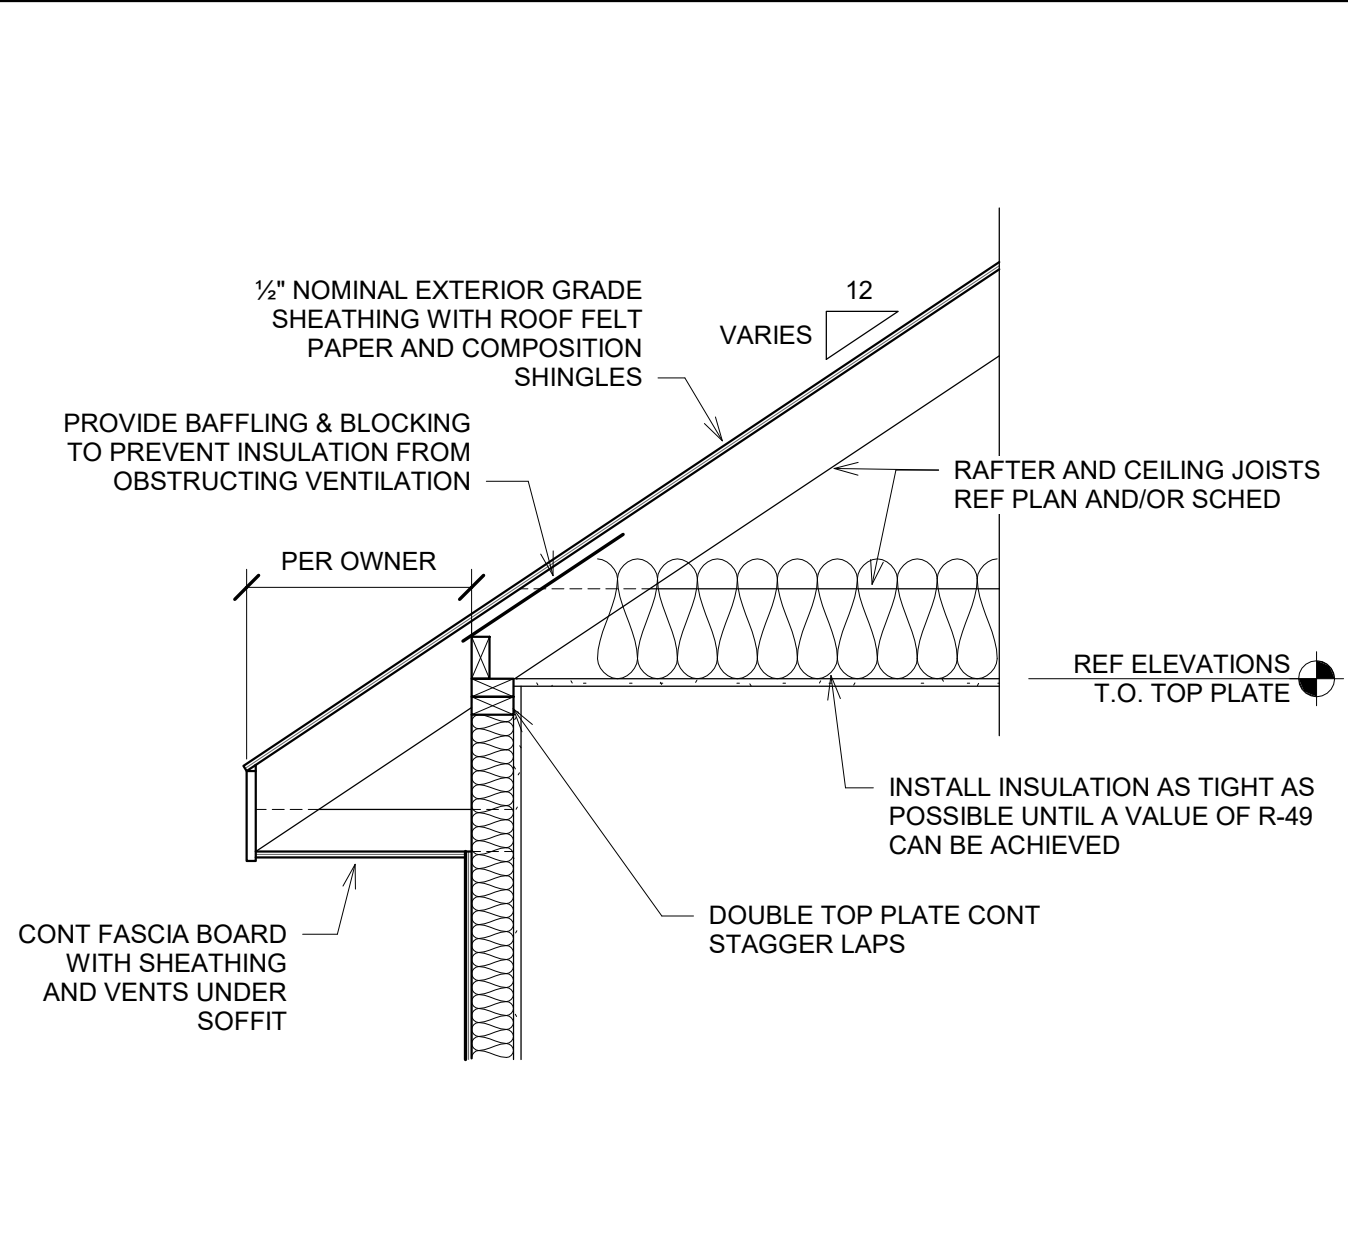 ½" NOMINAL EXTERIOR GRADE
SHEATHING WITH ROOF FELT
PAPER AND COMPOSITION
SHINGLES
12
VARIES
PROVIDE BAFFLING & BLOCKING
TO PREVENT INSULATION FROM
OBSTRUCTING VENTILATION
RAFTER AND CEILING JOISTS
REF PLAN AND/OR SCHED
PER OWNER
REF ELEVATIONS
T.O. TOP PLATE
INSTALL INSULATION AS TIGHT AS
POSSIBLE UNTIL A VALUE OF R-49
CAN BE ACHIEVED
DOUBLE TOP PLATE CONT
STAGGER LAPS
CONT FASCIA BOARD
WITH SHEATHING
AND VENTS UNDER
SOFFIT